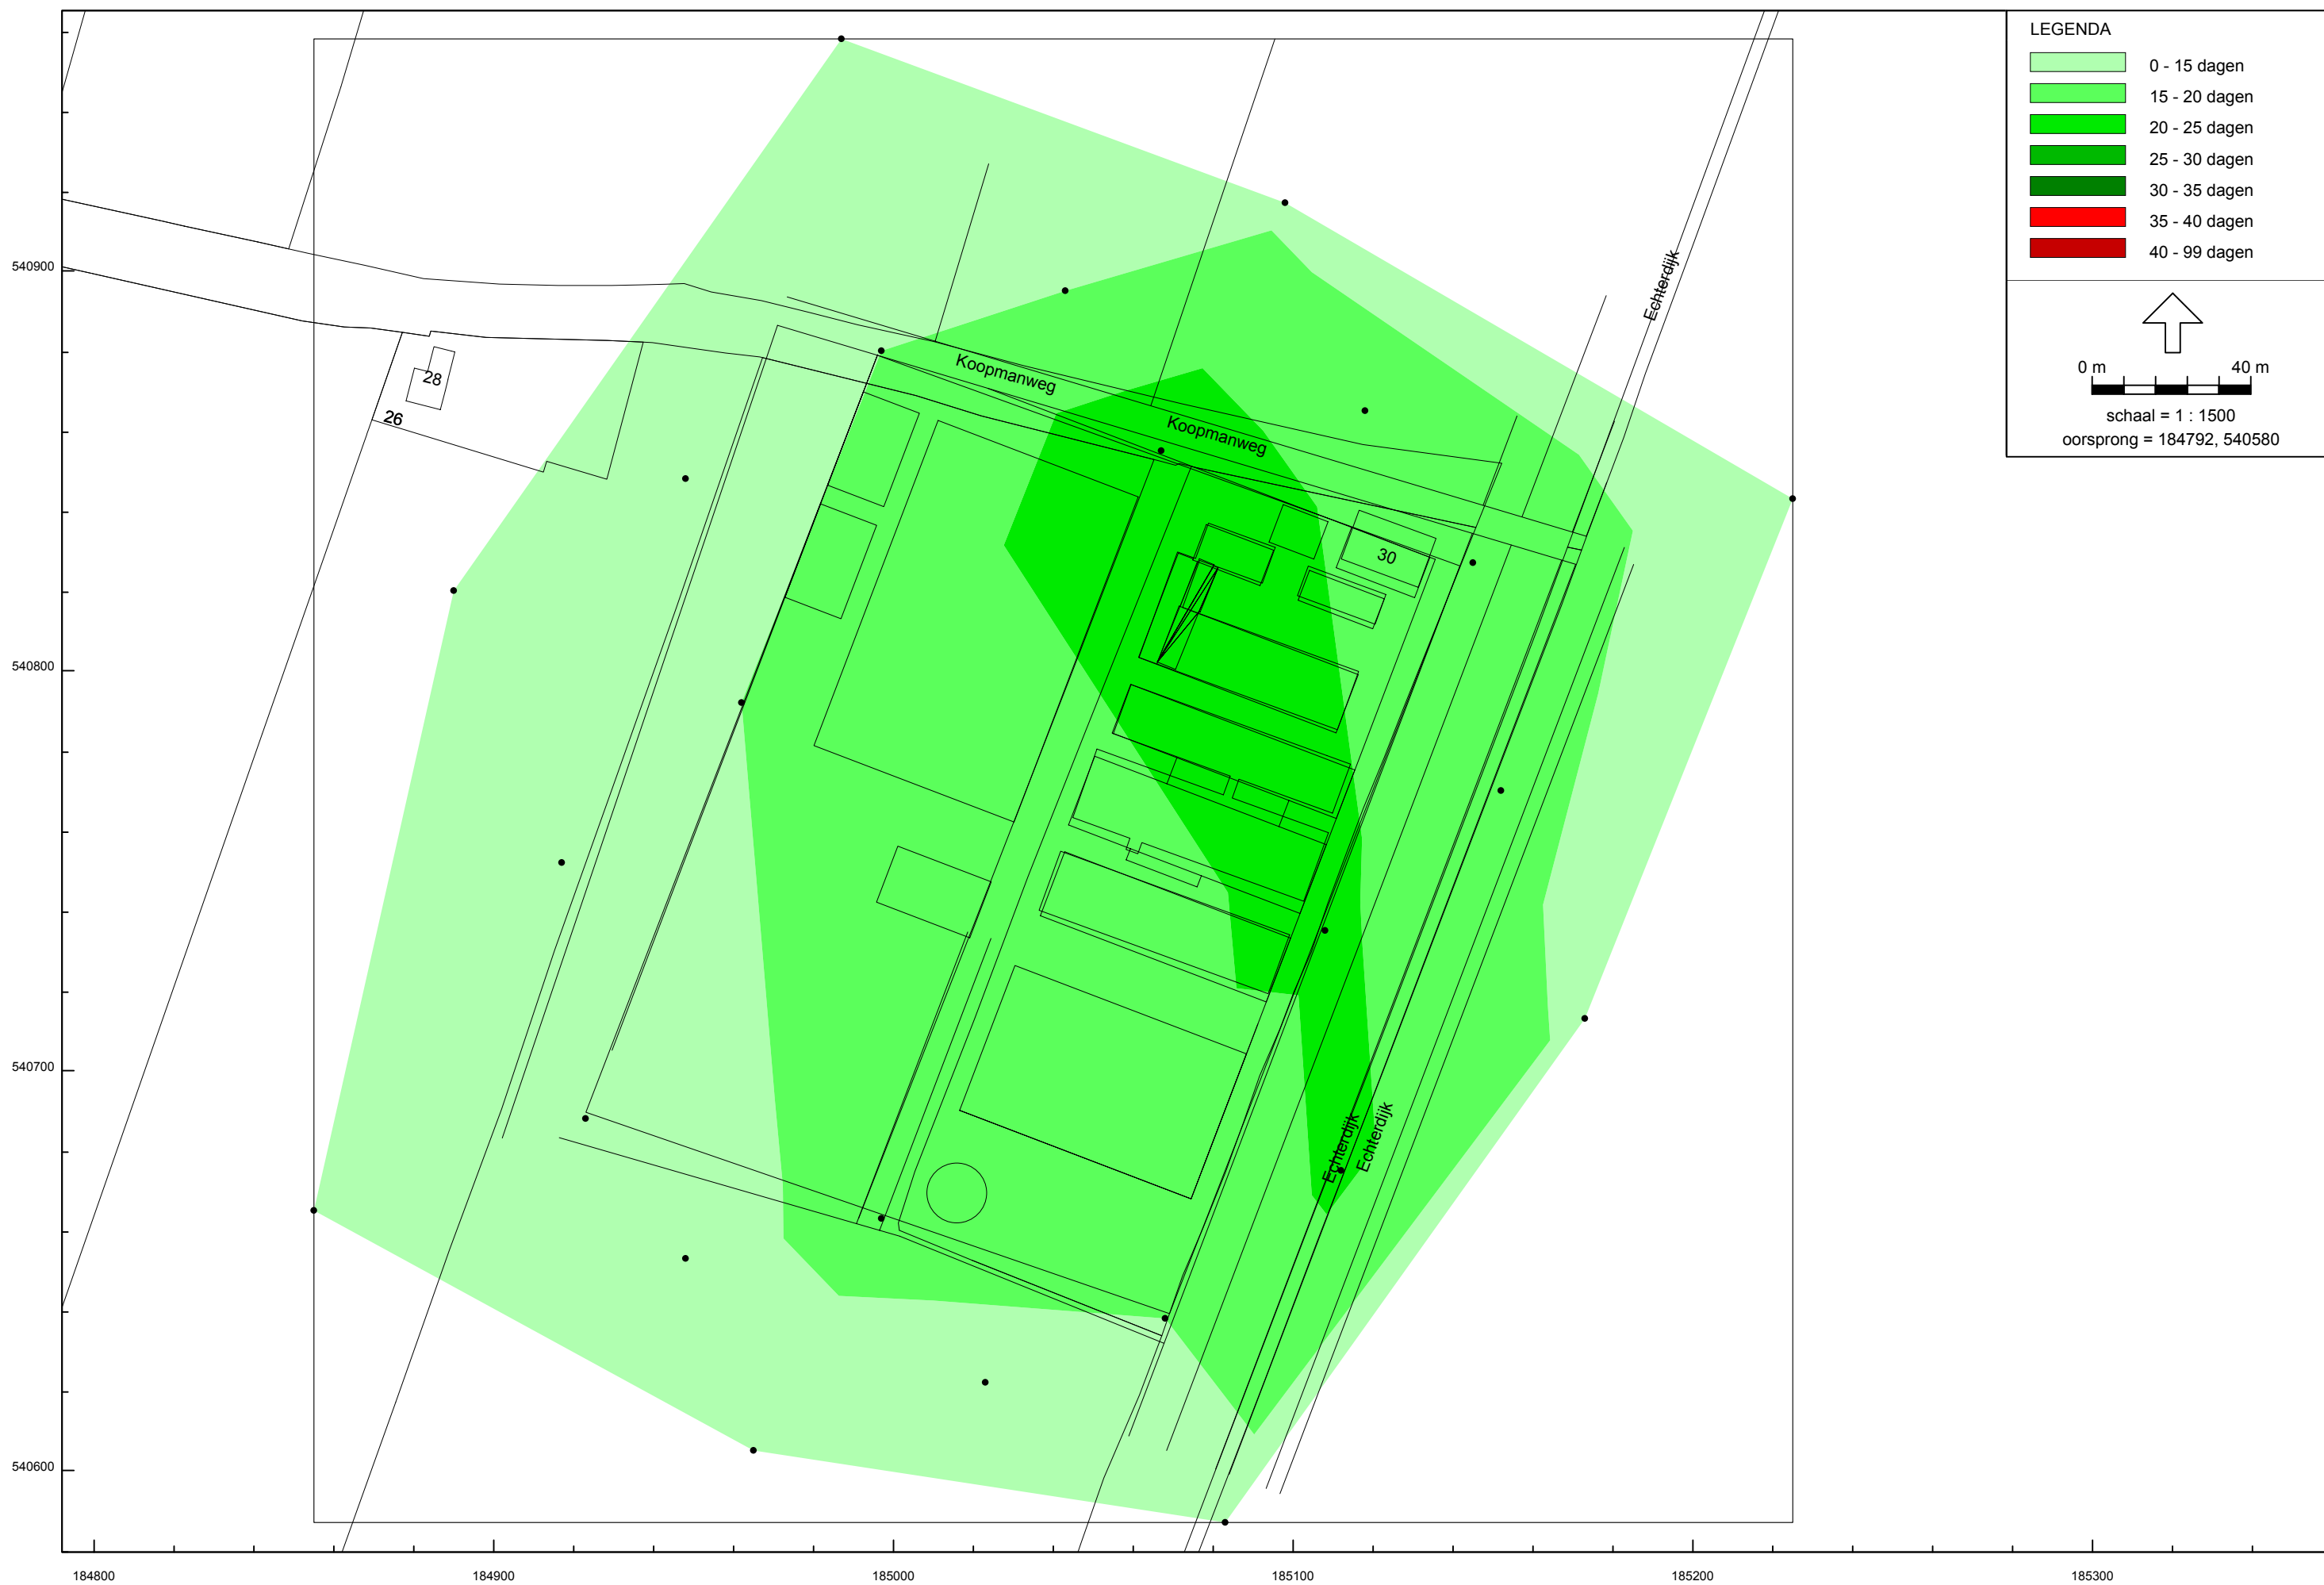 LEGENDA
0 - 15 dagen
15 - 20 dagen
20 - 25 dagen
25 - 30 dagen
30 - 35 dagen
35 - 40 dagen
40 - 99 dagen
0 m 40 m
schaal = 1 : 1500
oorsprong = 184792, 540580
Echterdijk
540900
Koopmanweg
28
26
Koopmanweg
30
540800
540700
Echterdijk
Echterdijk
540600
184800 184900 185000 185100 185200 185300